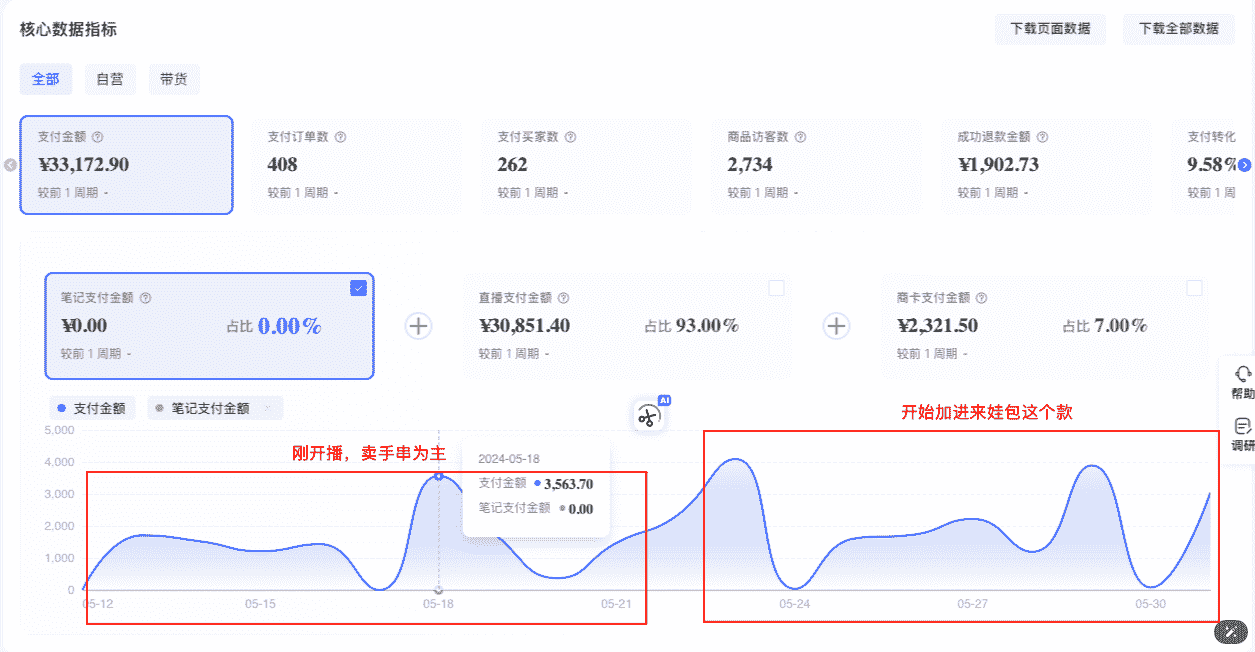 核心数据指标
下载页面数据
下载全部数据
全部
自营
带货
支付金额
¥33,172.90
较前 1 周期 -
支付订单数
408
较前 1 周期 -
支付买家数
262
较前 1 周期 -
商品访客数
2,734
较前 1 周期 -
成功退款金额
¥1,902.73
较前 1 周期 -
支付转化
9.58%
较前 1 周
笔记支付金额
¥0.00
占比 0.00%
较前 1 周期 -
直播支付金额
¥30,851.40
占比 93.00%
较前 1 周期 -
商卡支付金额
¥2,321.50
占比 7.00%
较前 1 周期 -
帮助
调研
支付金额
笔记支付金额
AI
开始加进来娃包这个款
刚开播，卖手串为主
5,000
4,000
3,000
2,000
1,000
0
2024-05-18
支付金额 3,563.70
笔记支付金额 0.00
05-12
05-15
05-18
05-21
05-24
05-27
05-30